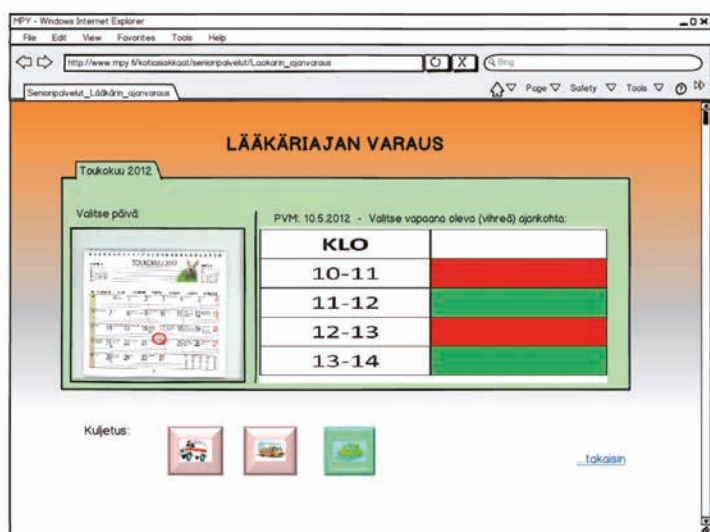 MPY - Windows Internet Explorer
File Edit View Favorites Tools Help
http://www.mpy.fi/kotiasiakkaat/senioripalvelut/Laakarin_ajanvaraus
Bing
Senioripalvelut_Lääkärin_ajanvaraus
Page Safety Tools
LÄÄKÄRIAJAN VARAUS
Toukokuu 2012
Valitse päivä:
PVM: 10.5.2012 - Valitse vapaana oleva (vihreä) ajankohta:
KLO
10-11
11-12
12-13
13-14
TOUKOKUU
Kuljetus:
...takaisin